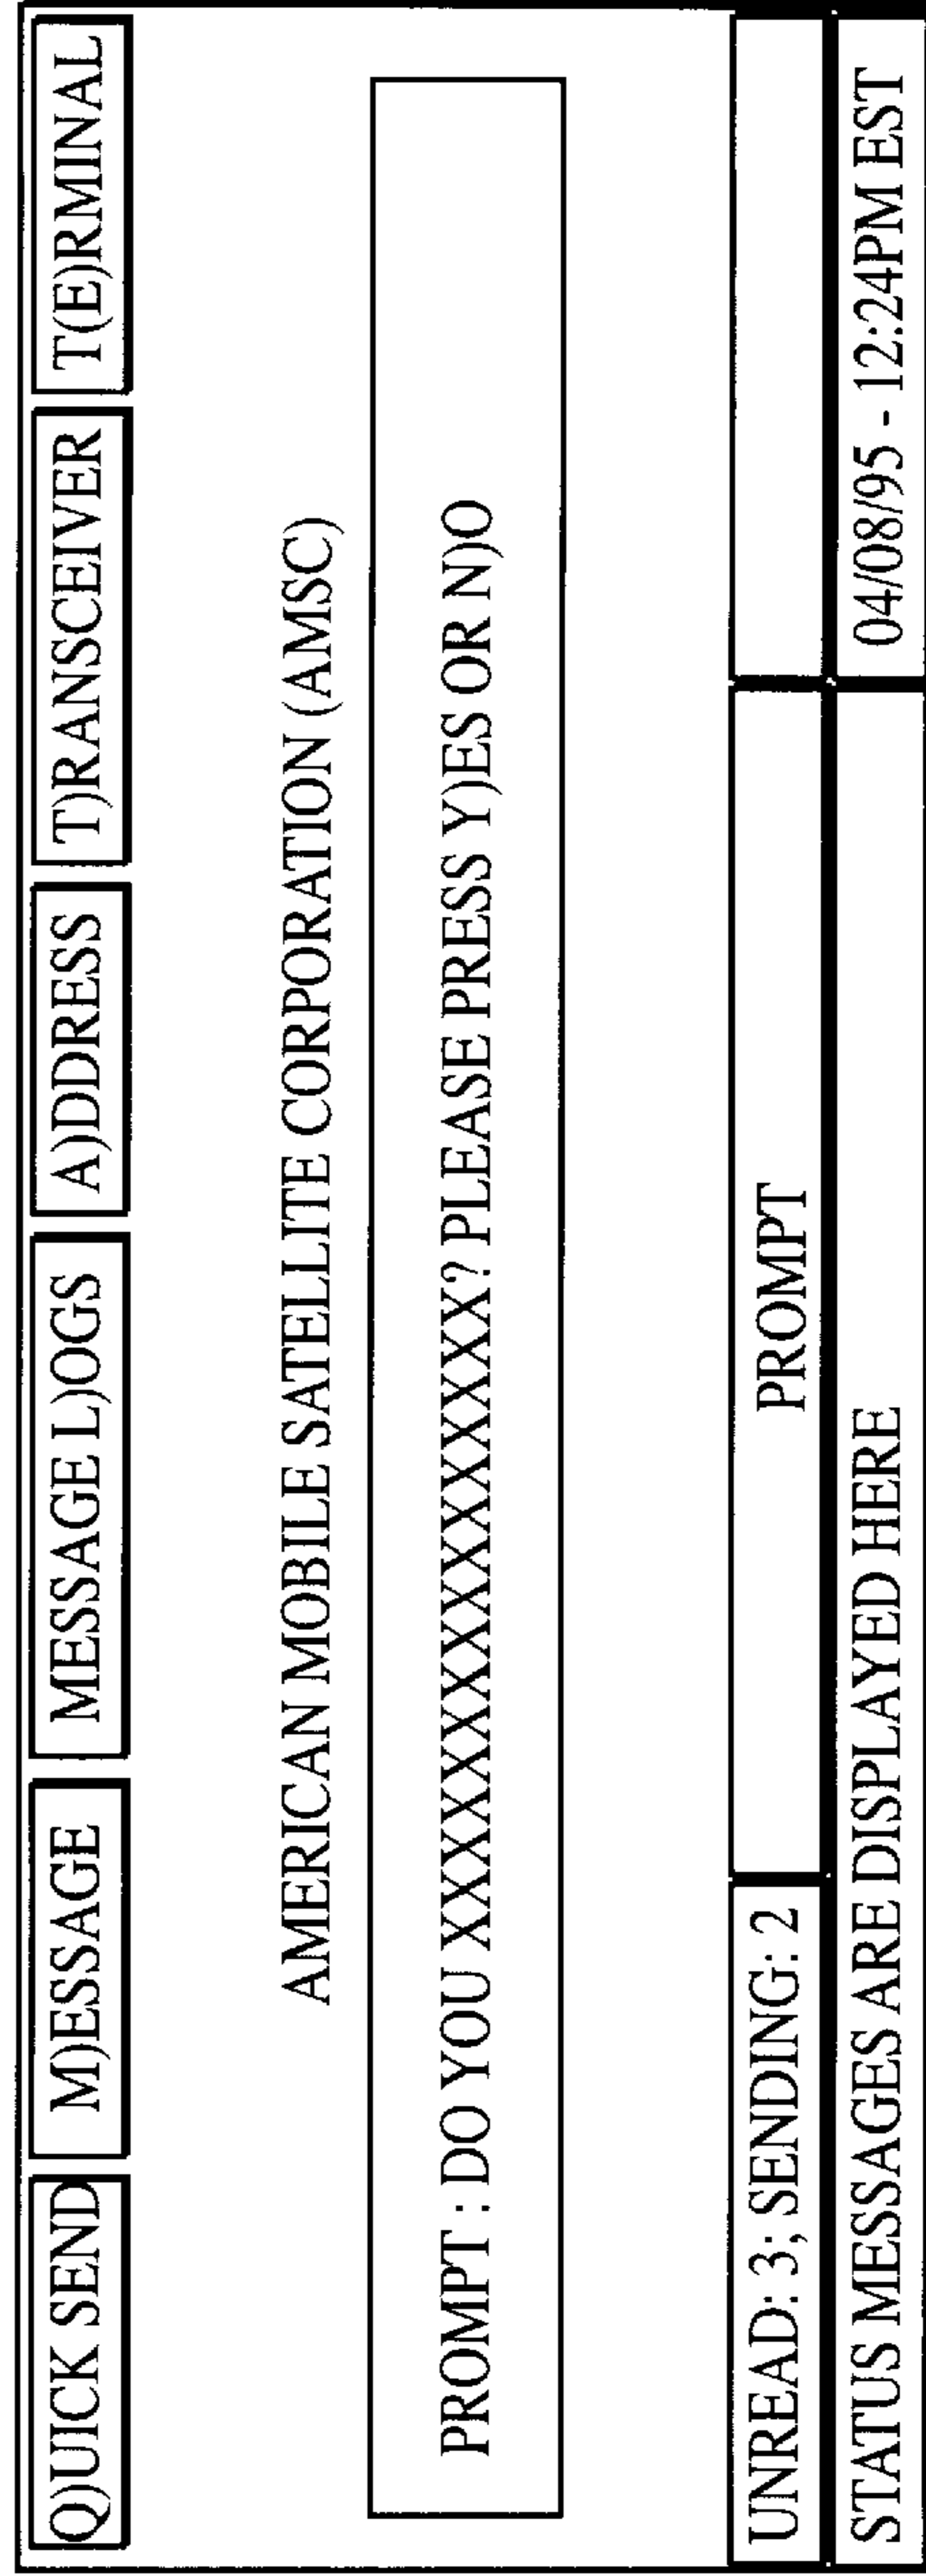 Q)UICK SEND M)ESSAGE MESSAGE L)OGS A)DDRESS T)RANSCEIVER T(E)RMINAL
AMERICAN MOBILE SATELLITE CORPORATION (AMSC)
PROMPT : DO YOU XXXXXXXXXXXXXXXXXXXX? PLEASE PRESS Y)ES OR N)O
UNREAD: 3; SENDING: 2 PROMPT
STATUS MESSAGES ARE DISPLAYED HERE 04/08/95 - 12:24PM EST